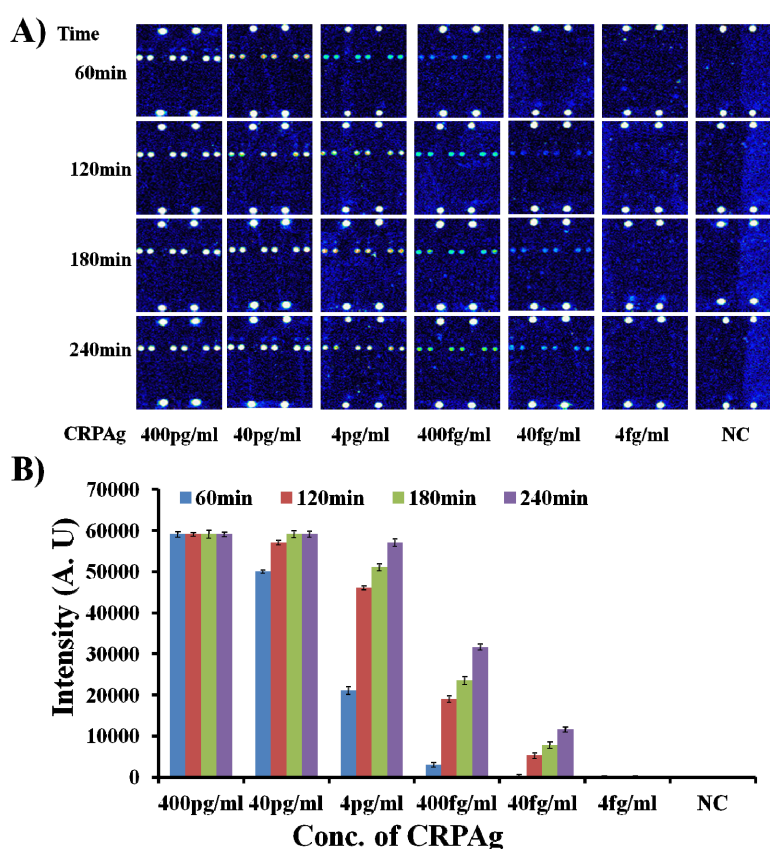 A)
Time
60min
120min
180min
240min
CRPAg 400pg/ml 40pg/ml 4pg/ml 400fg/ml 40fg/ml 4fg/ml NC
B)
60min 120min 180min 240min
Intensity (A. U)
70000
60000
50000
40000
30000
20000
10000
0
400pg/ml 40pg/ml 4pg/ml 400fg/ml 40fg/ml 4fg/ml NC
Conc. of CRPAg